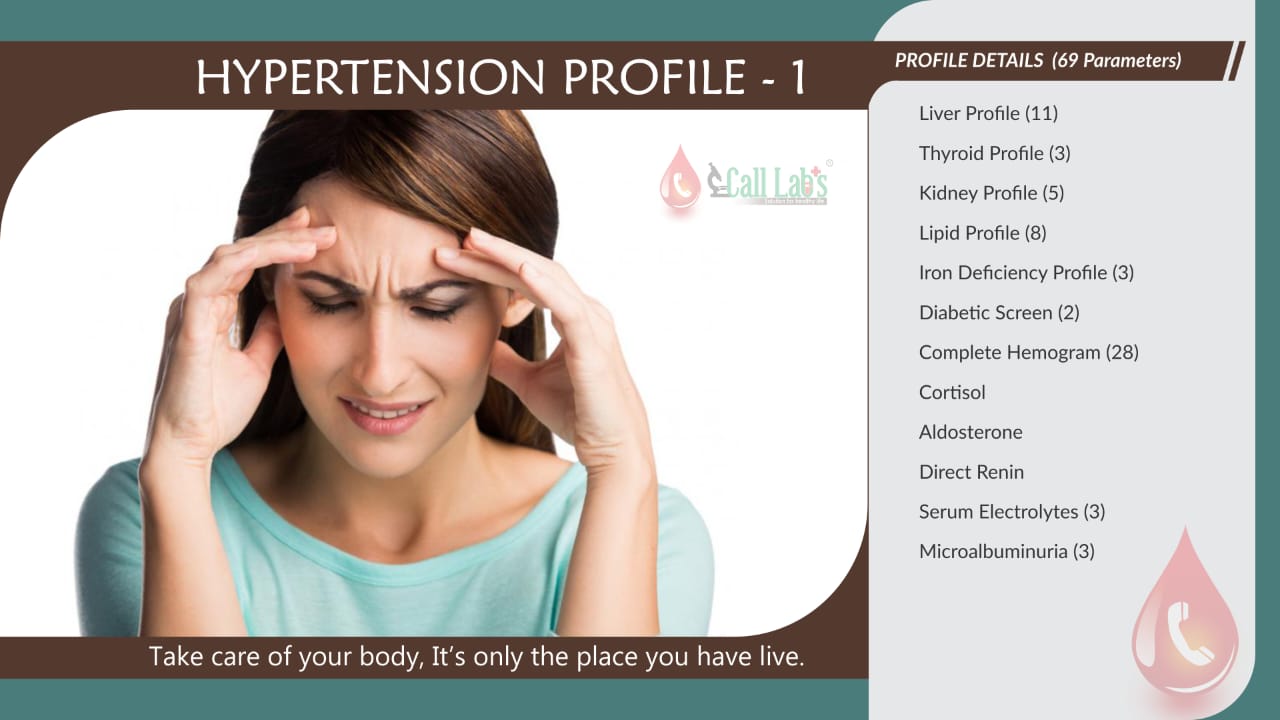 HYPERTENSION PROFILE - 1
Call Lab's
Solution for healthy life
Take care of your body, It's only the place you have live.
PROFILE DETAILS (69 Parameters)
Liver Profile (11)
Thyroid Profile (3)
Kidney Profile (5)
Lipid Profile (8)
Iron Deficiency Profile (3)
Diabetic Screen (2)
Complete Hemogram (28)
Cortisol
Aldosterone
Direct Renin
Serum Electrolytes (3)
Microalbuminuria (3)